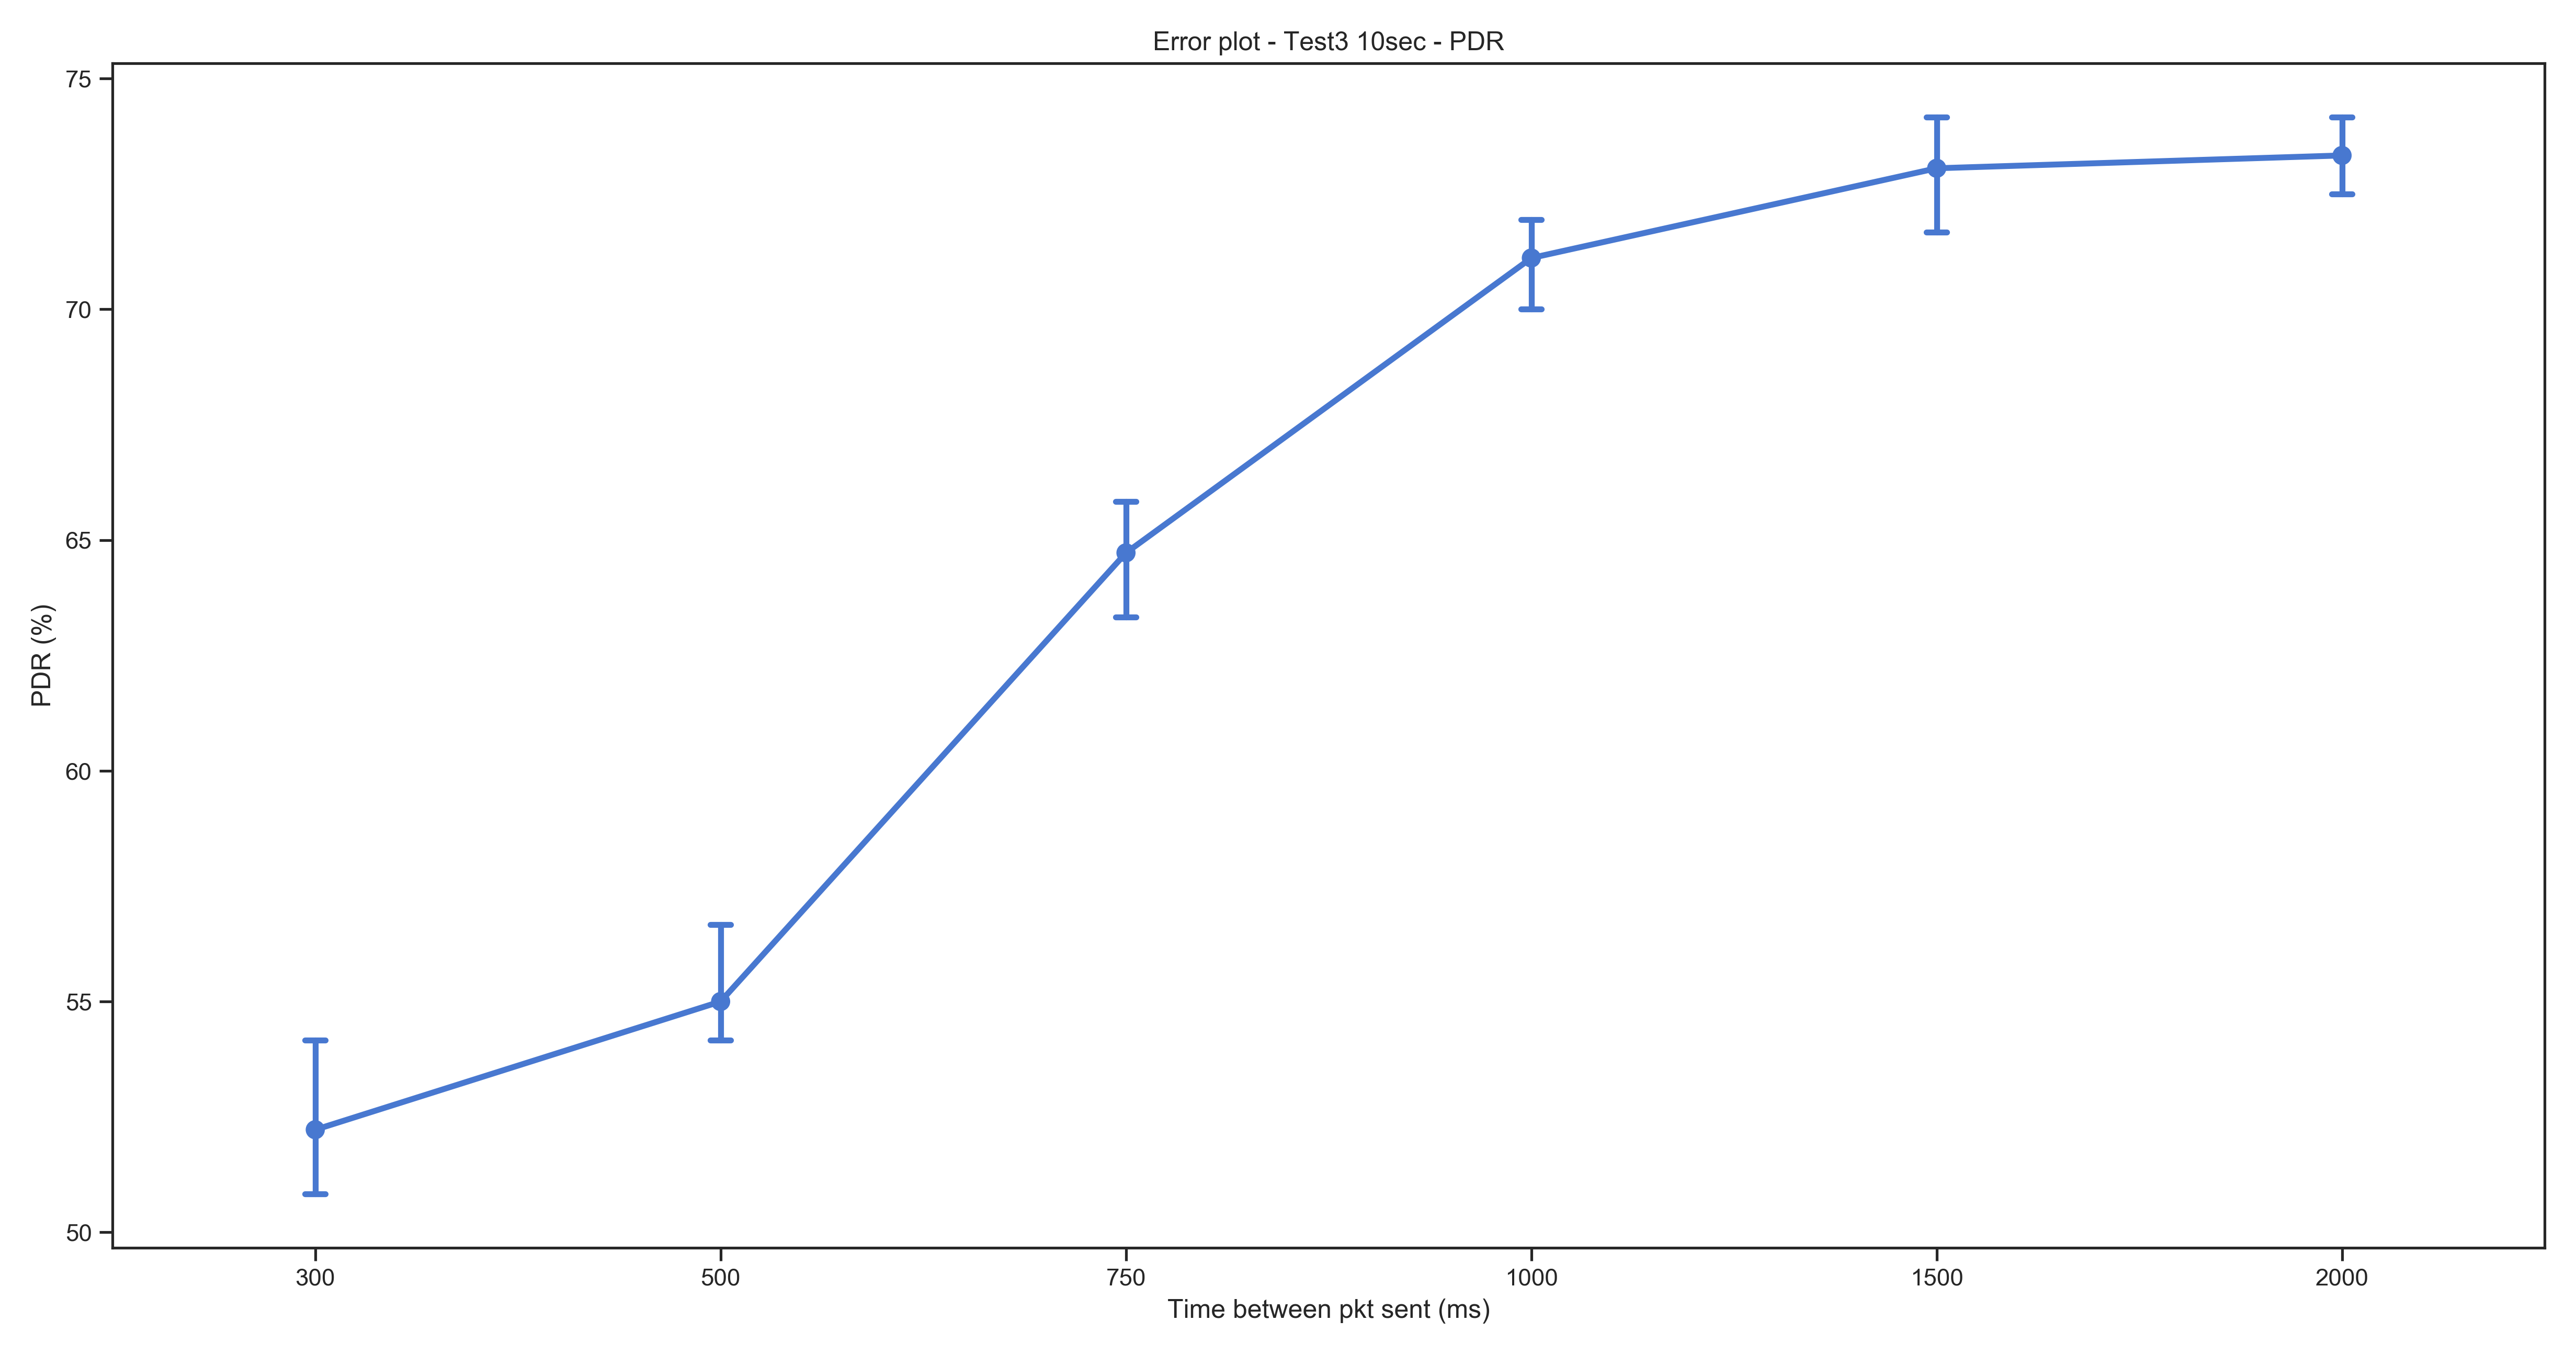 Error plot - Test3 10sec - PDR
75
70
65
60
55
50
PDR (%)
300 500 750 1000 1500 2000
Time between pkt sent (ms)